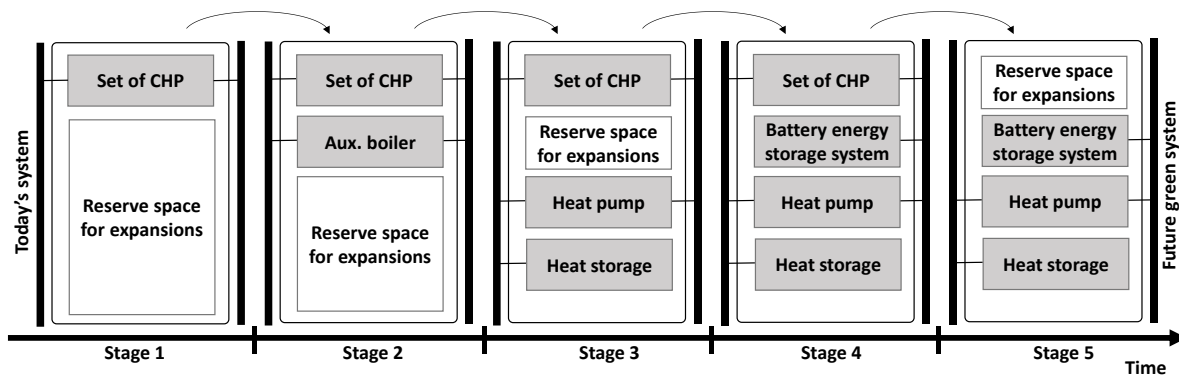 Today's system
Set of CHP
Reserve space
for expansions
Set of CHP
Aux. boiler
Reserve space
for expansions
Set of CHP
Reserve space
for expansions
Heat pump
Heat storage
Set of CHP
Battery energy
storage system
Heat pump
Heat storage
Reserve space
for expansions
Battery energy
storage system
Heat pump
Heat storage
Future green system
Stage 1
Stage 2
Stage 3
Stage 4
Stage 5
Time